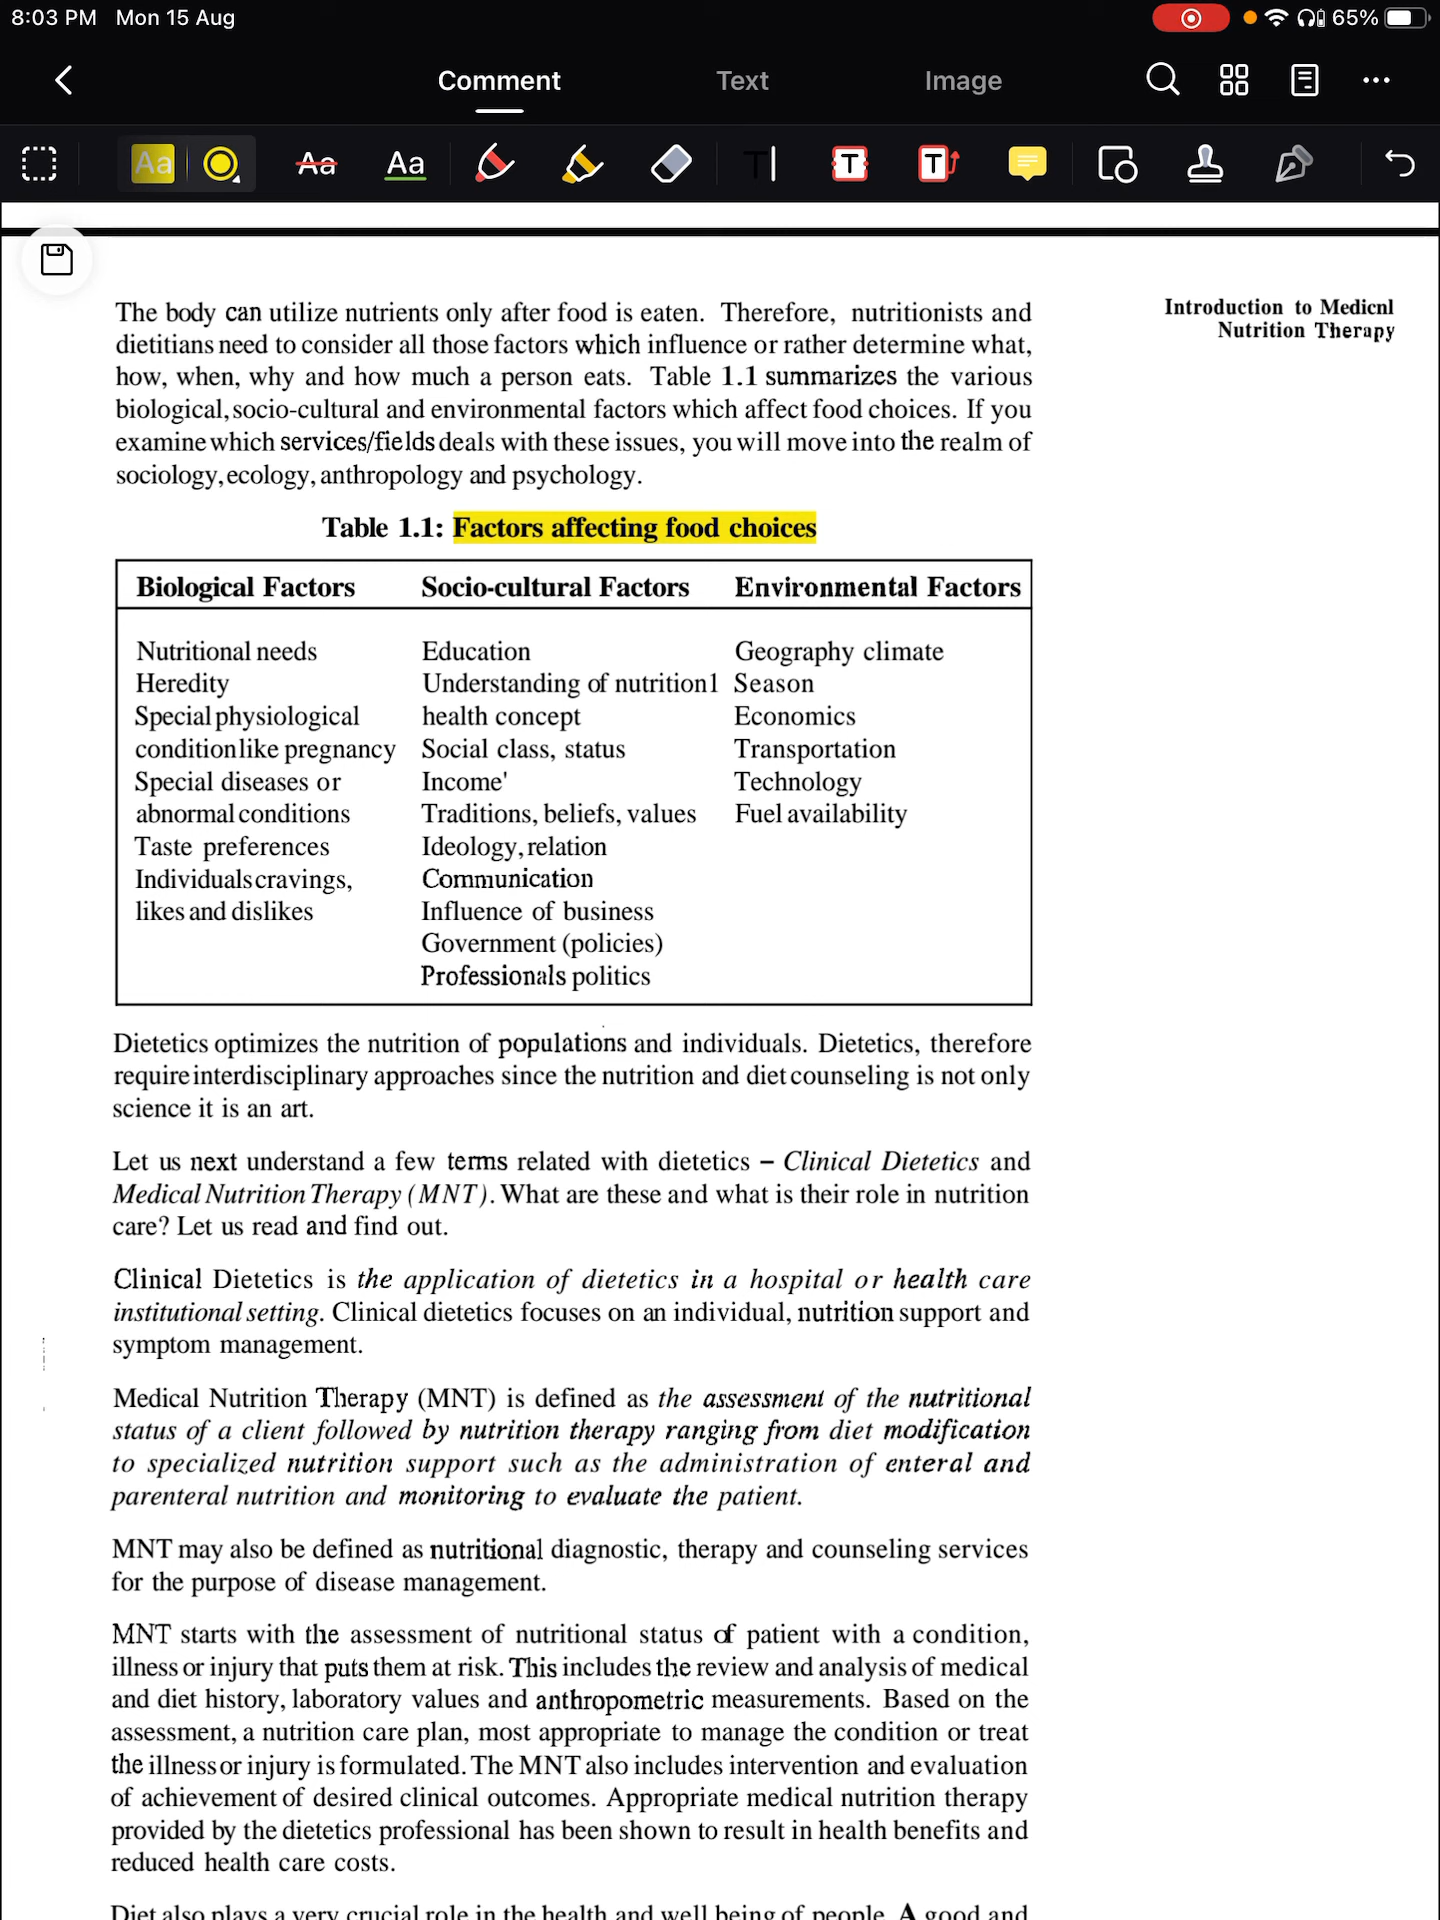 8:03 PM Mon 15 Aug
65%
Comment
Text
Image
Aa
Aa
Aa
T
T
T
The body can utilize nutrients only after food is eaten. Therefore, nutritionists and
dietitians need to consider all those factors which influence or rather determine what,
how, when, why and how much a person eats. Table 1.1 summarizes the various
biological, socio-cultural and environmental factors which affect food choices. If you
examine which services/fields deals with these issues, you will move into the realm of
sociology, ecology, anthropology and psychology.
Introduction to Medicnl
Nutrition Therapy
Table 1.1: Factors affecting food choices
Biological Factors
Nutritional needs
Heredity
Special physiological
condition like pregnancy
Special diseases or
abnormal conditions
Taste preferences
Individuals cravings,
likes and dislikes
Socio-cultural Factors
Education
Understanding of nutrition1
health concept
Social class, status
Income'
Traditions, beliefs, values
Ideology, relation
Communication
Influence of business
Government (policies)
Professionals politics
Environmental Factors
Geography climate
Season
Economics
Transportation
Technology
Fuel availability
Dietetics optimizes the nutrition of populations and individuals. Dietetics, therefore
require interdisciplinary approaches since the nutrition and diet counseling is not only
science it is an art.
Let us next understand a few terms related with dietetics – Clinical Dietetics and
Medical Nutrition Therapy (MNT). What are these and what is their role in nutrition
care? Let us read and find out.
Clinical Dietetics is the application of dietetics in a hospital or health care
institutional setting. Clinical dietetics focuses on an individual, nutrition support and
symptom management.
Medical Nutrition Therapy (MNT) is defined as the assessment of the nutritional
status of a client followed by nutrition therapy ranging from diet modification
to specialized nutrition support such as the administration of enteral and
parenteral nutrition and monitoring to evaluate the patient.
MNT may also be defined as nutritional diagnostic, therapy and counseling services
for the purpose of disease management.
MNT starts with the assessment of nutritional status of patient with a condition,
illness or injury that puts them at risk. This includes the review and analysis of medical
and diet history, laboratory values and anthropometric measurements. Based on the
assessment, a nutrition care plan, most appropriate to manage the condition or treat
the illness or injury is formulated. The MNT also includes intervention and evaluation
of achievement of desired clinical outcomes. Appropriate medical nutrition therapy
provided by the dietetics professional has been shown to result in health benefits and
reduced health care costs.
Diet also plays a very crucial role in the health and well being of people. A good and